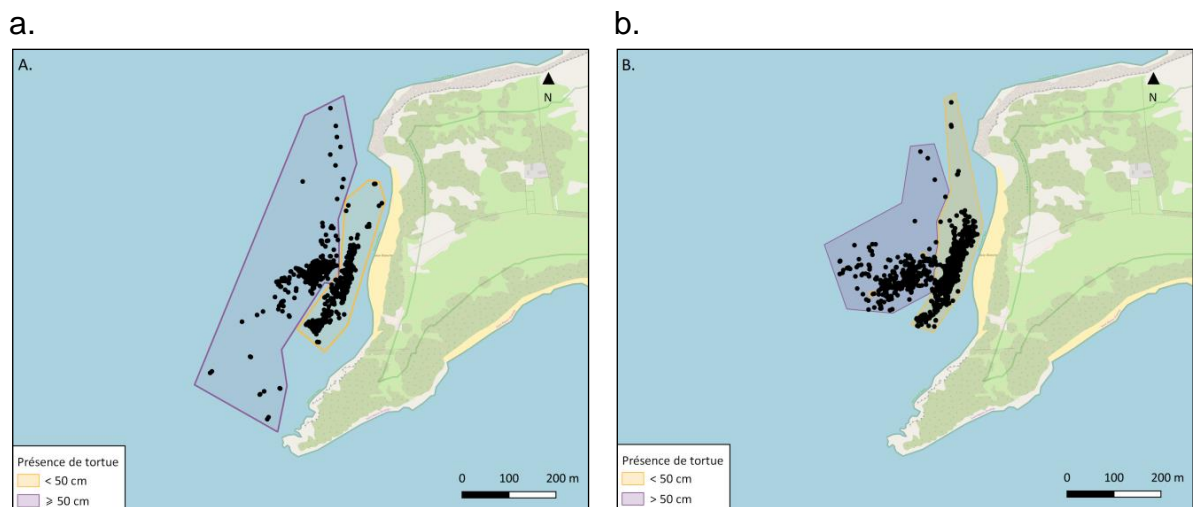 a.
A.
N
Présence de tortue
< 50 cm
⩾ 50 cm
0 100 200 m
b.
B.
N
Présence de tortue
< 50 cm
> 50 cm
0 100 200 m